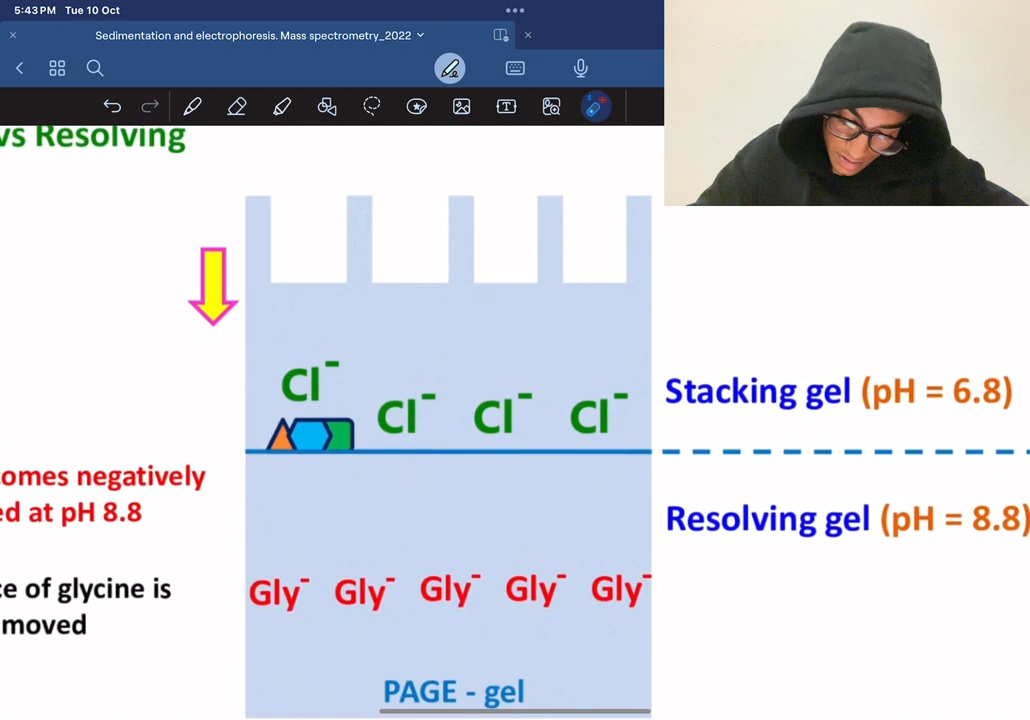 5:43 PM Tue 10 Oct
Sedimentation and electrophoresis. Mass spectrometry_2022
vs Resolving
Cl⁻
Cl⁻ Cl⁻ Cl⁻
Stacking gel (pH = 6.8)
omes negatively
ed at pH 8.8
Resolving gel (pH = 8.8)
ce of glycine is
moved
Gly⁻ Gly⁻ Gly⁻ Gly⁻ Gly⁻
PAGE - gel